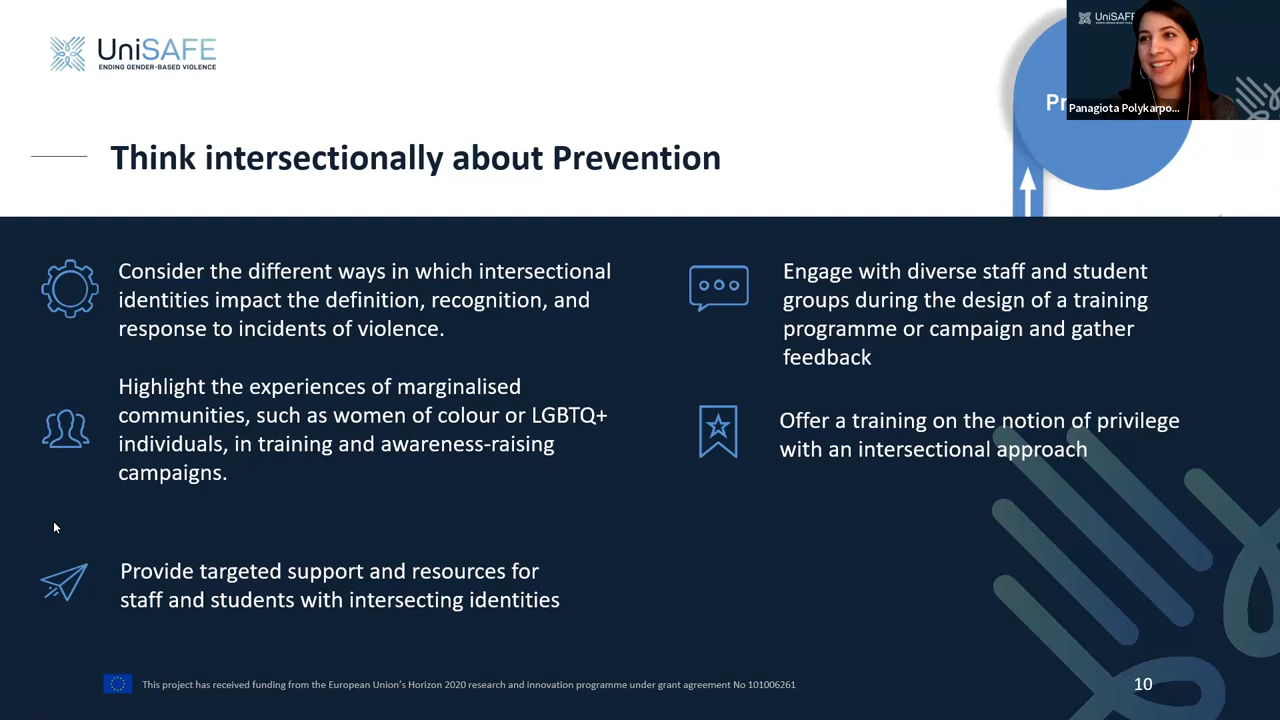 UniSAFE
ENDING GENDER-BASED VIOLENCE
UniSAFE
Panagiota Polykarpo...
Think intersectionally about Prevention
Consider the different ways in which intersectional
identities impact the definition, recognition, and
response to incidents of violence.
Highlight the experiences of marginalised
communities, such as women of colour or LGBTQ+
individuals, in training and awareness-raising
campaigns.
Provide targeted support and resources for
staff and students with intersecting identities
Engage with diverse staff and student
groups during the design of a training
programme or campaign and gather
feedback
Offer a training on the notion of privilege
with an intersectional approach
This project has received funding from the European Union's Horizon 2020 research and innovation programme under grant agreement No 101006261
10